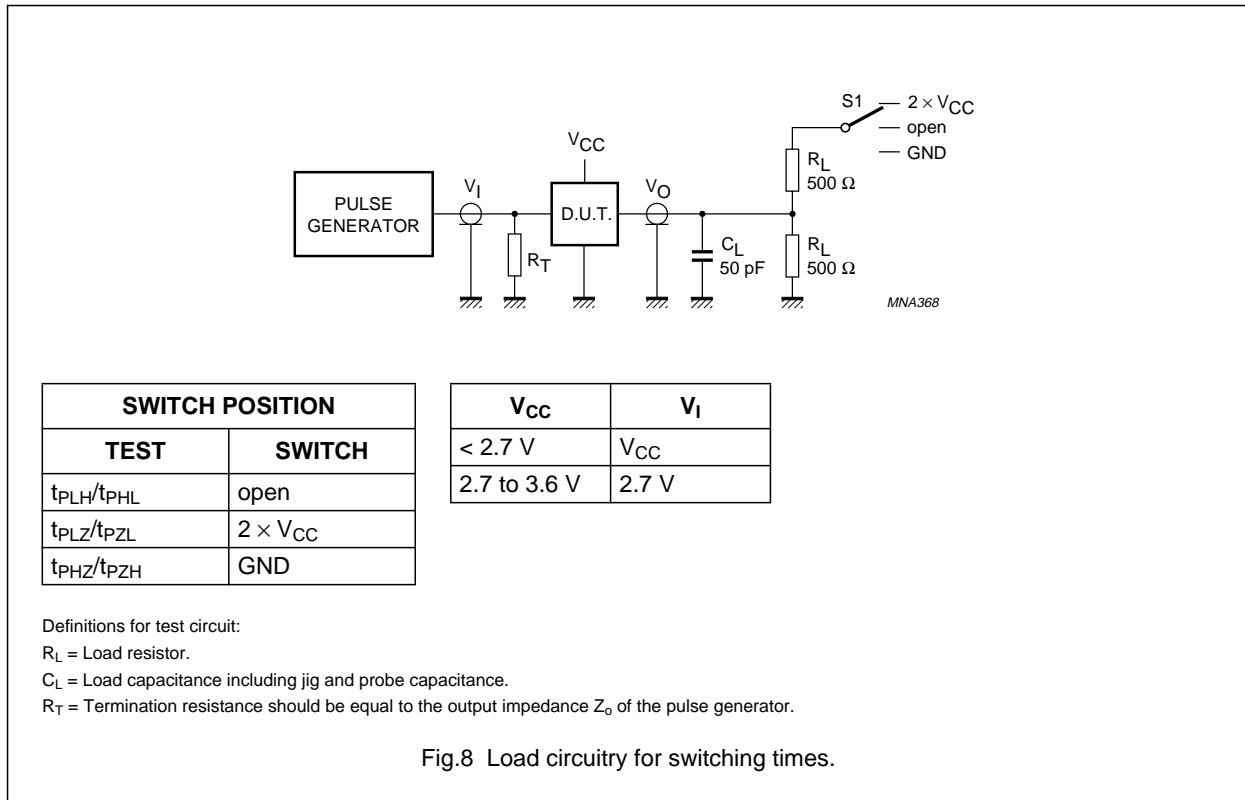 S1
2 × VCC
open
GND
VCC
RL
500 Ω
PULSE
GENERATOR
VI
D.U.T.
VO
RT
CL
50 pF
RL
500 Ω
MNA368
SWITCH POSITION
TEST SWITCH
tPLH/tPHL open
tPLZ/tPZL 2 × VCC
tPHZ/tPZH GND
VCC VI
< 2.7 V VCC
2.7 to 3.6 V 2.7 V
Definitions for test circuit:
RL = Load resistor.
CL = Load capacitance including jig and probe capacitance.
RT = Termination resistance should be equal to the output impedance Zo of the pulse generator.
Fig.8 Load circuitry for switching times.